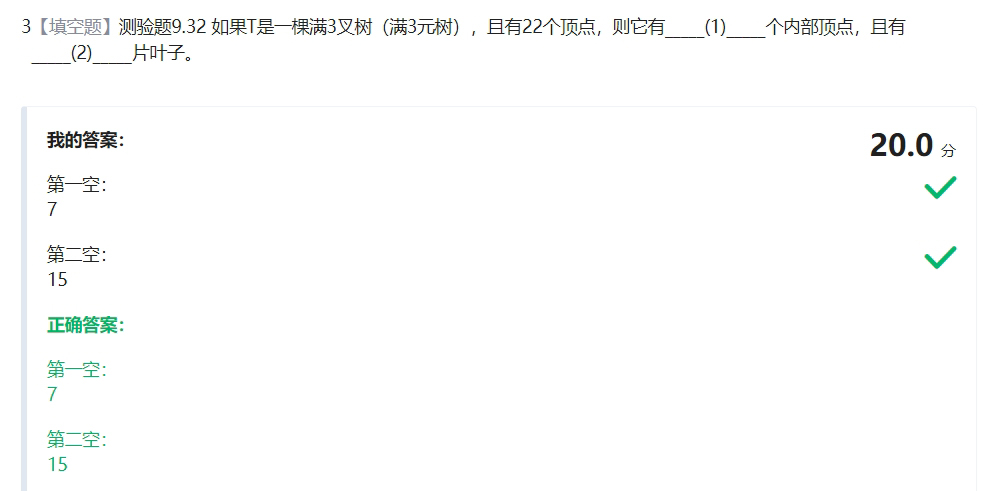 3【填空题】测验题9.32 如果T是一棵满3叉树（满3元树），且有22个顶点，则它有_____(1)_____个内部顶点，且有
_____(2)_____片叶子。
我的答案：
20.0 分
第一空：
7
第二空：
15
正确答案：
第一空：
7
第二空：
15